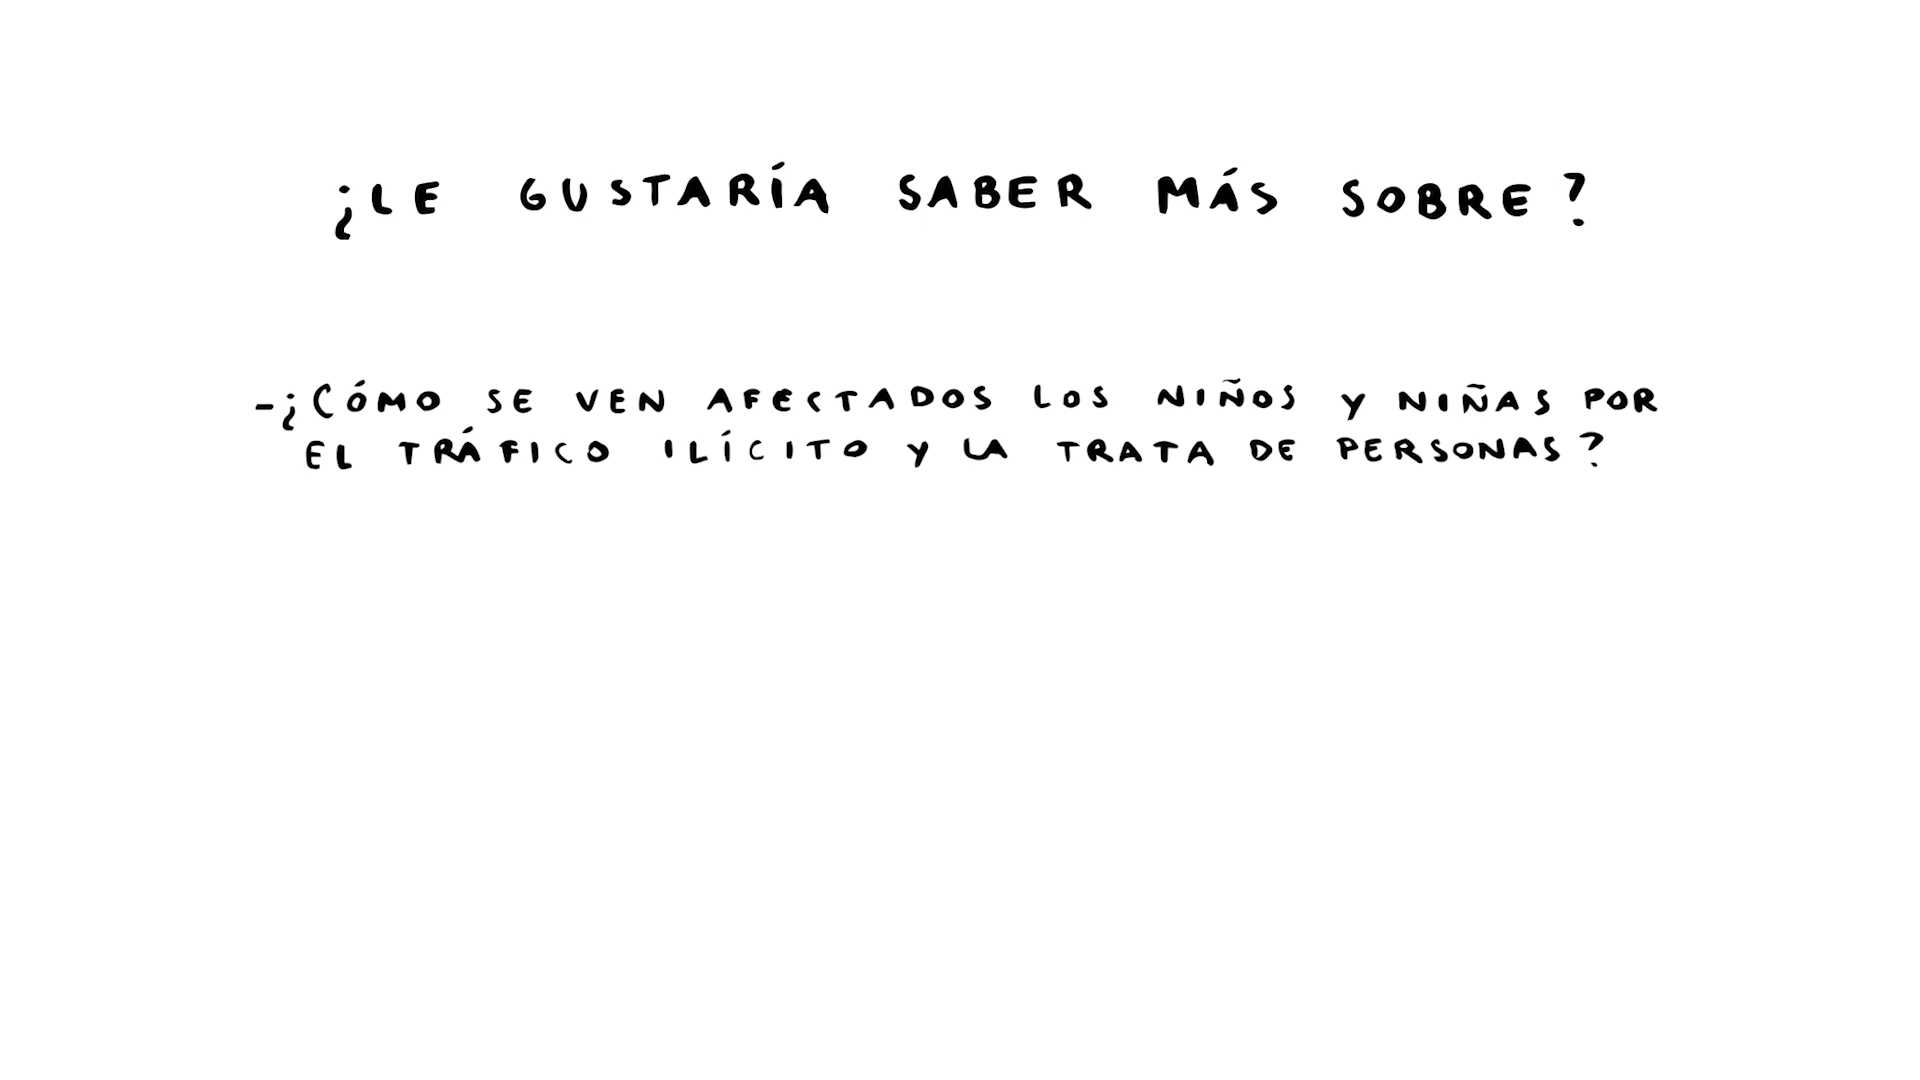 ¿LE GUSTARÍA SABER MÁS SOBRE?
-¿CÓMO SE VEN AFECTADOS LOS NIÑOS Y NIÑAS POR
EL TRÁFICO ILÍCITO Y LA TRATA DE PERSONAS?